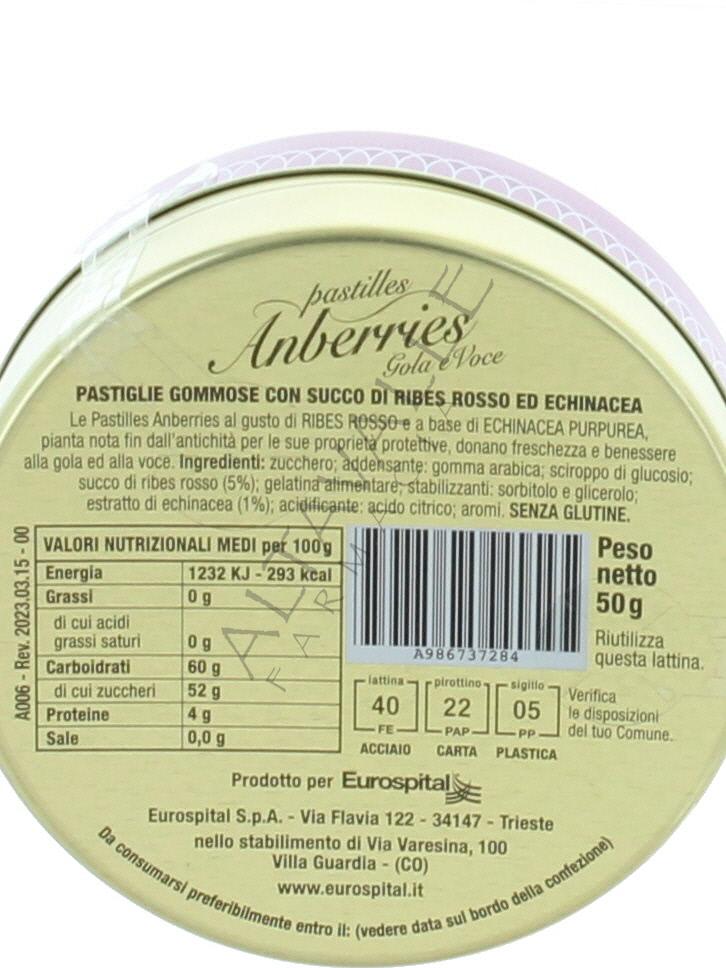 pastilles
Anberries
Gola e Voce
PASTIGLIE GOMMOSE CON SUCCO DI RIBES ROSSO ED ECHINACEA
Le Pastilles Anberries al gusto di RIBES ROSSO e a base di ECHINACEA PURPUREA,
pianta nota fin dall'antichità per le sue proprietà protettive, donano freschezza e benessere
alla gola ed alla voce. Ingredienti: zucchero; addensante: gomma arabica; sciroppo di glucosio;
succo di ribes rosso (5%); gelatina alimentare; stabilizzanti: sorbitolo e glicerolo;
estratto di echinacea (1%); acidificante: acido citrico; aromi. SENZA GLUTINE.
VALORI NUTRIZIONALI MEDI per 100g
Energia 1232 KJ - 293 kcal
Grassi 0 g
di cui acidi
grassi saturi 0 g
Carboidrati 60 g
di cui zuccheri 52 g
Proteine 4 g
Sale 0,0 g
A006 - Rev. 2023.03.15 - 00
A986737284
Peso
netto
50g
Riutilizza
questa lattina.
lattina pirottino sigillo
40 22 05
FE PAP PP
ACCIAIO CARTA PLASTICA
Verifica
le disposizioni
del tuo Comune.
Prodotto per Eurospital
Eurospital S.p.A. - Via Flavia 122 - 34147 - Trieste
nello stabilimento di Via Varesina, 100
Villa Guardia - (CO)
www.eurospital.it
Da consumarsi preferibilmente entro il: (vedere data sul bordo della confezione)
ALTAVALLE
FARMA